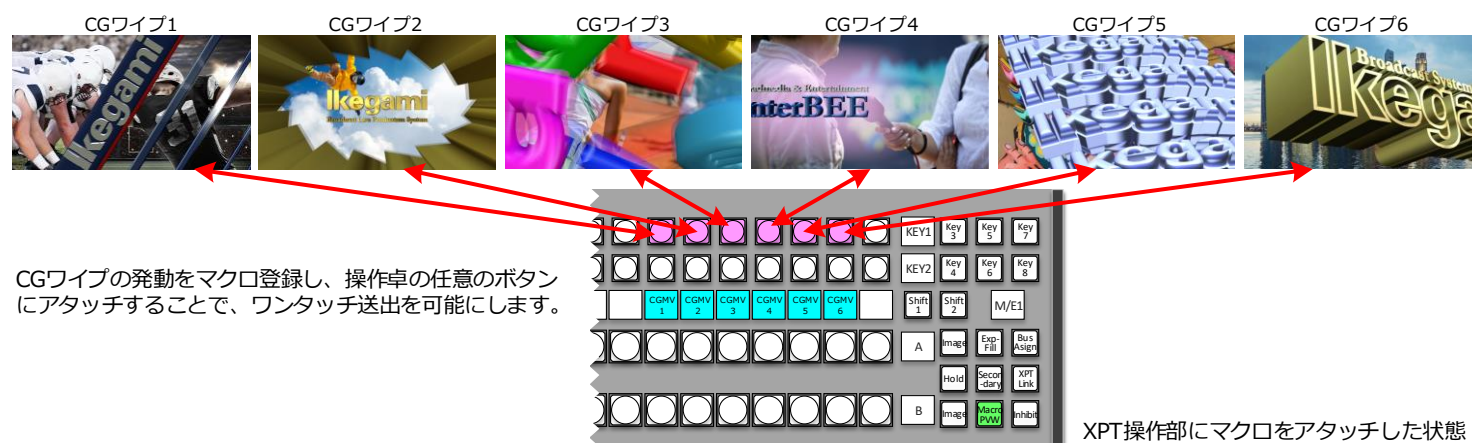 CGワイプ1
CGワイプ2
CGワイプ3
CGワイプ4
CGワイプ5
CGワイプ6
Ikegami
Ikegami
InterBEE
Ikegami
Ikegami
Ikegami
Broadcast System
Ikega
CGワイプの発動をマクロ登録し、操作卓の任意のボタン
にアタッチすることで、ワンタッチ送出を可能にします。
KEY1 Key 3 Key 5 Key 7
KEY2 Key 4 Key 6 Key 8
CGMV 1 CGMV 2 CGMV 3 CGMV 4 CGMV 5 CGMV 6 Shift 1 Shift 2 M/E1
A Image Exp-Fill Bus Asign
Hold Secon-dary XPT Link
B Image Macro PVW Inhibit
XPT操作部にマクロをアタッチした状態